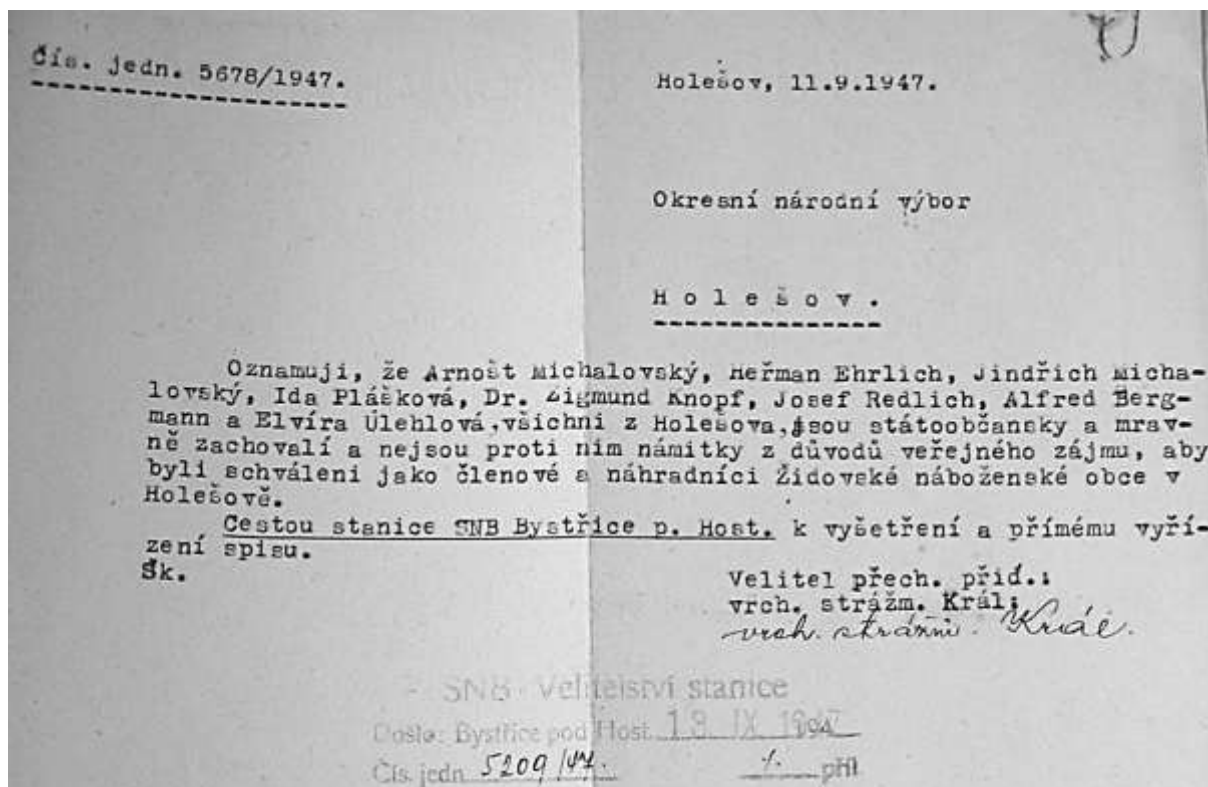 Čís. jedn. 5678/1947.
Holešov, 11.9.1947.
Okresní národní výbor
Holešov.
Oznamuji, že Arnošt Michalovský, Heřman Ehrlich, Jindřich Micha-
lovský, Ida Plášková, Dr. Zigmund Knopf, Josef Redlich, Alfred Berg-
mann a Elvíra Úlehlová,všichni z Holešova,jsou státoobčansky a mrav-
ně zachovalí a nejsou proti nim námitky z důvodů veřejného zájmu, aby
byli schváleni jako členové a náhradníci Židovské náboženské obce v
Holešově.
Cestou stanice SNB Bystřice p. Host. k vyšetření a přímému vyří-
zení spisu.
Šk.
Velitel přech. přiď.:
vrch. strážm. Král:
vrch. strážm. Král.
SNB - Velitelství stanice
Došlo: Bystřice pod Host. 13. IX. 1947
Čís. jedn. 5209/47. příl.